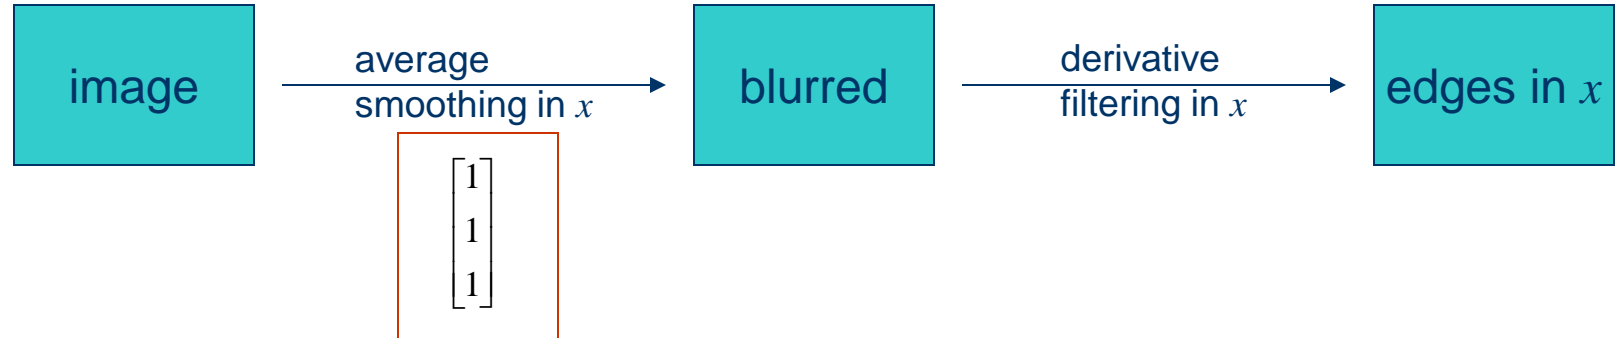 image
average
smoothing in x
blurred
derivative
filtering in x
edges in x
1
1
1